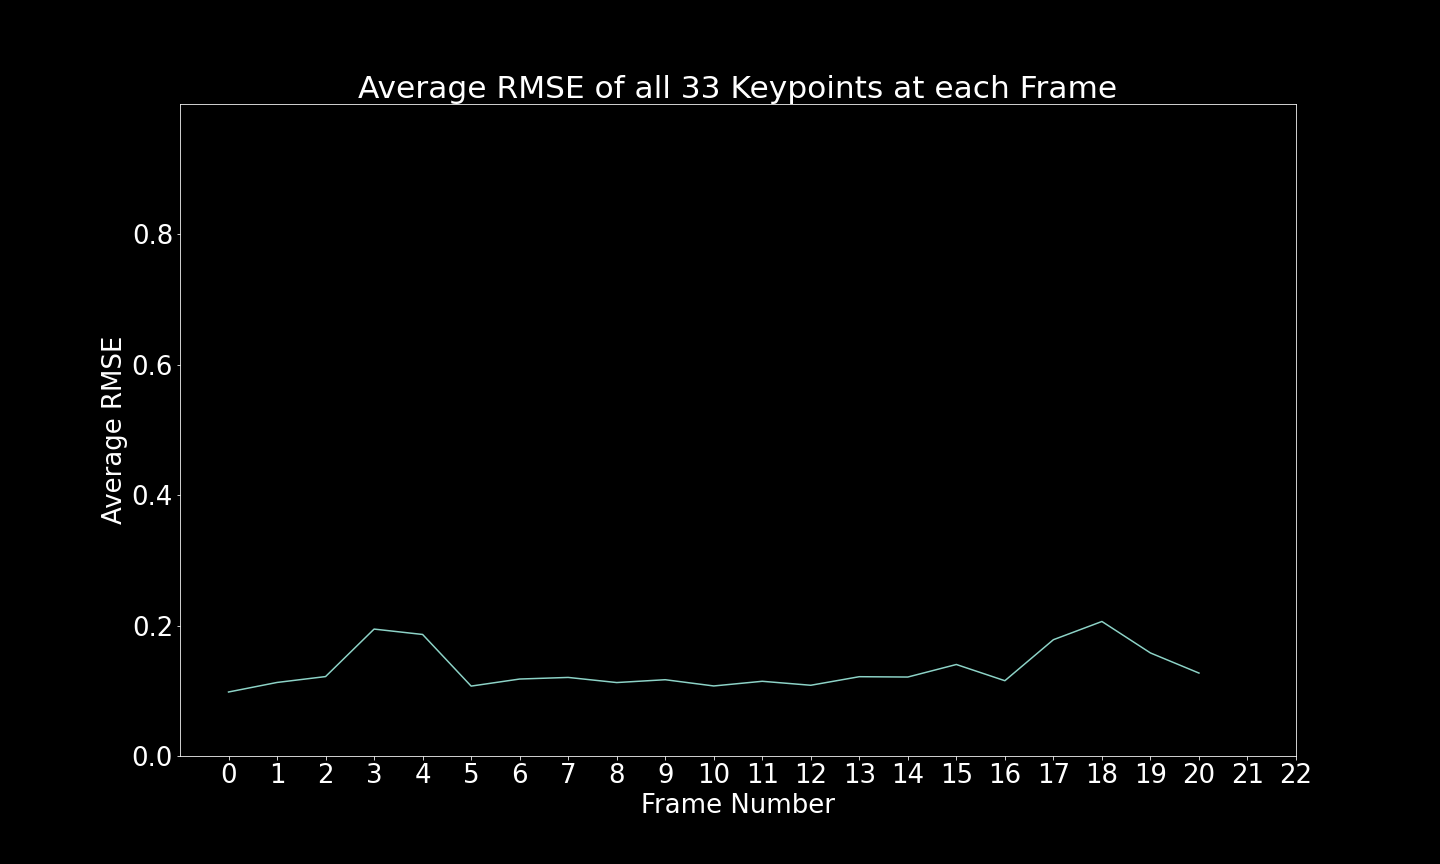 Average RMSE of all 33 Keypoints at each Frame
0.8
0.6
0.4
0.2
0.0
Average RMSE
0 1 2 3 4 5 6 7 8 9 10 11 12 13 14 15 16 17 18 19 20 21 22
Frame Number